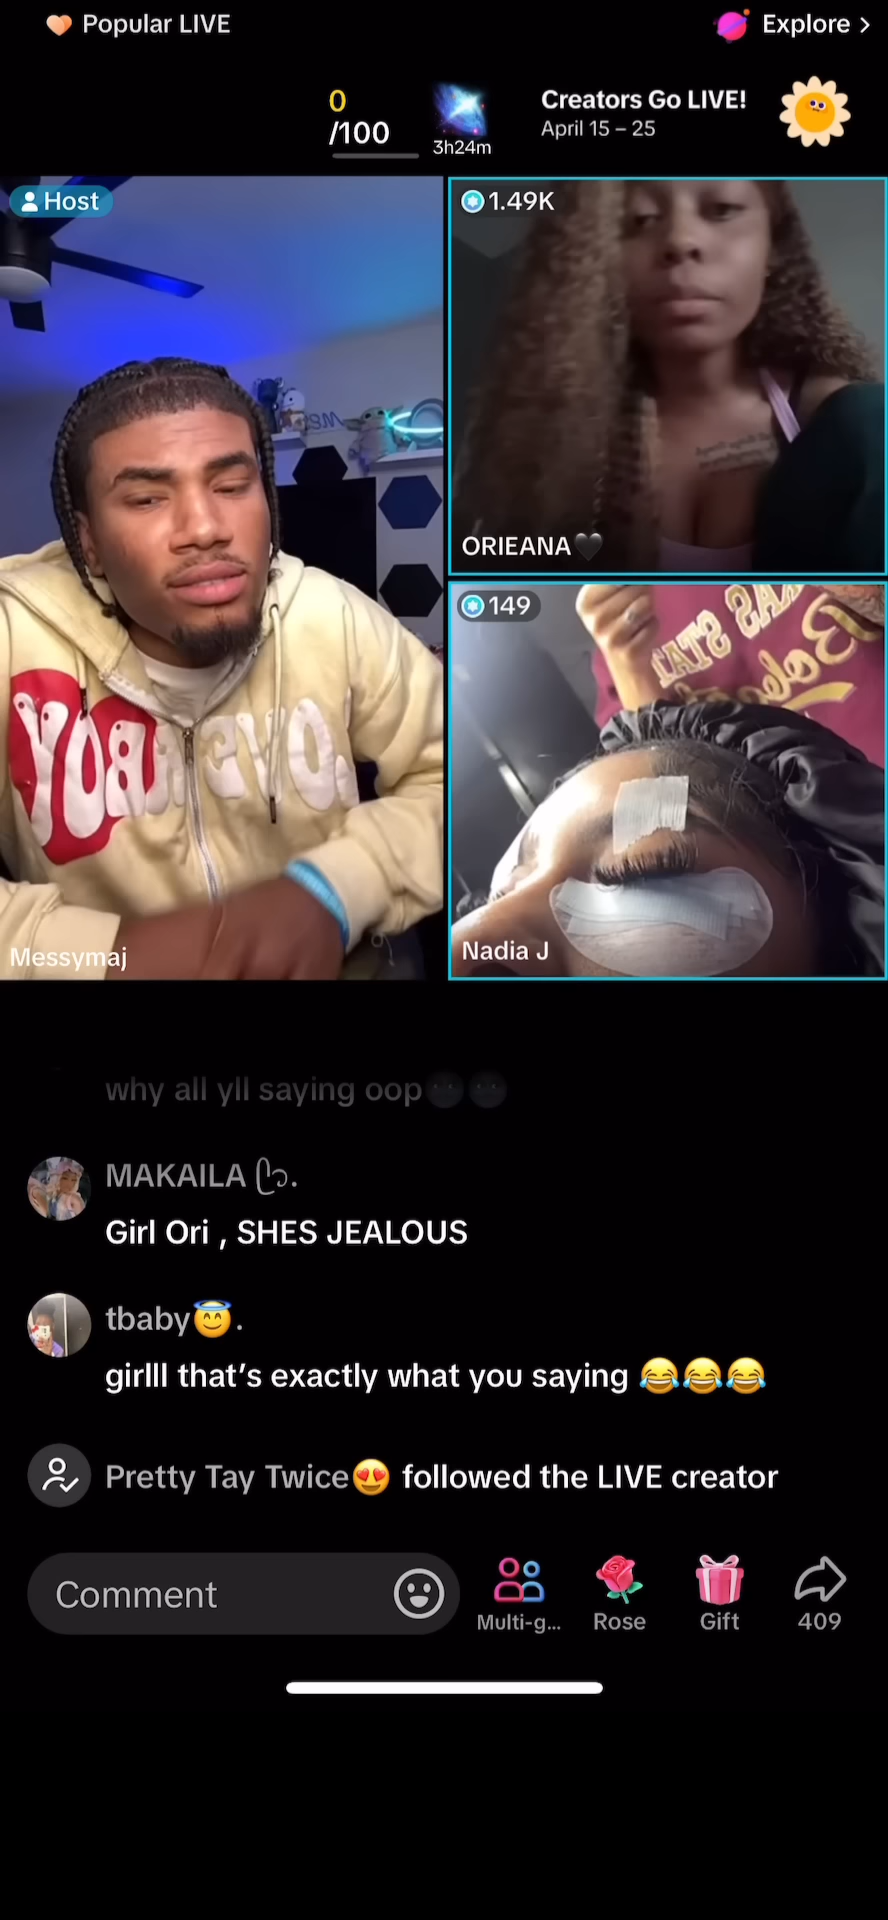 Popular LIVE
Explore >
0
/100
3h24m
Creators Go LIVE!
April 15 – 25
Host
1.49K
ORIEANA🖤
149
Nadia J
Messymaj
why all yll saying oop🌚🌚
MAKAILA
Girl Ori , SHES JEALOUS
tbaby😇.
girlll that's exactly what you saying 😂😂😂
Pretty Tay Twice😍 followed the LIVE creator
Comment
Multi-g...
Rose
Gift
409